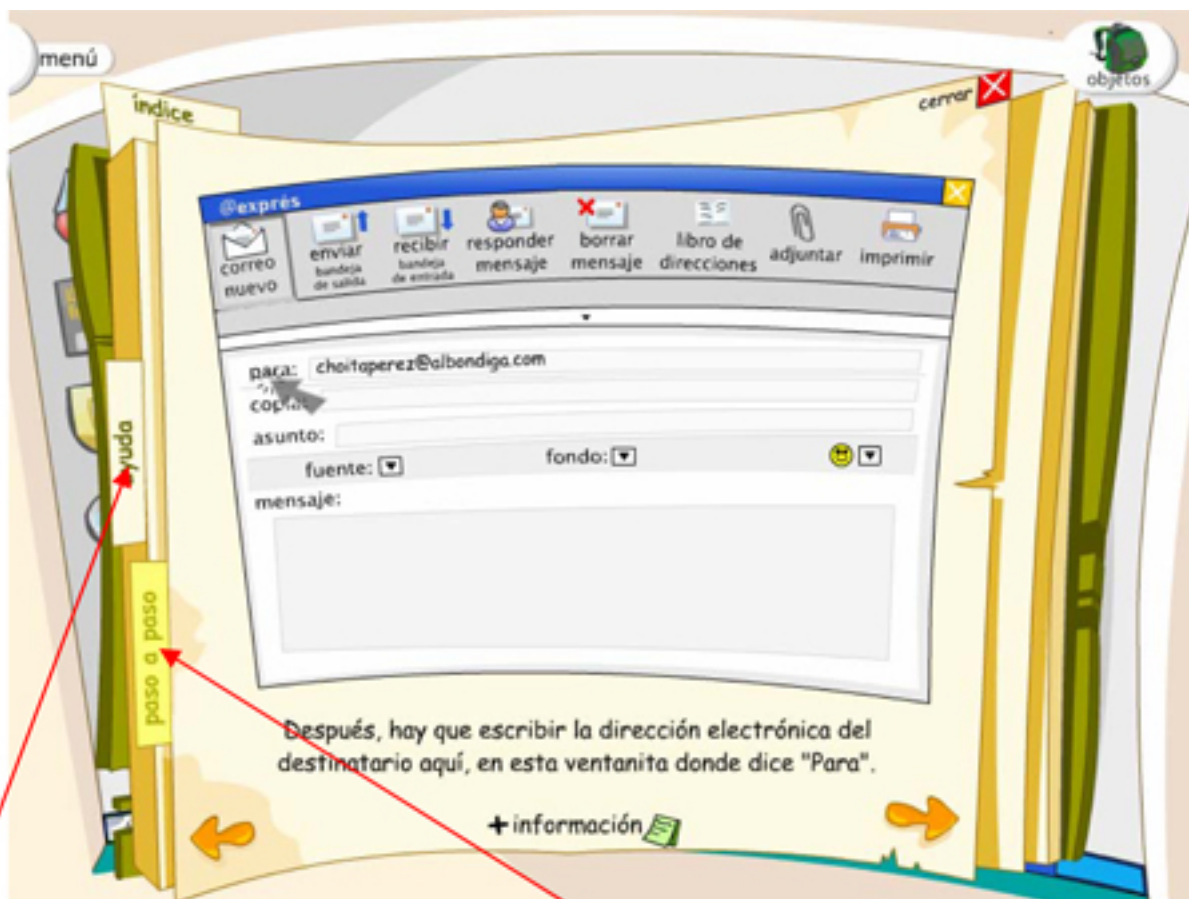 menú
objetos
índice
cerrar
@exprés
correo
nuevo
enviar
bandeja
de salida
recibir
bandeja
de entrada
responder
mensaje
borrar
mensaje
libro de
direcciones
adjuntar
imprimir
para: choitaperez@albondiga.com
asunto:
fuente:
fondo:
mensaje:
paso a paso
Después, hay que escribir la dirección electrónica del
destinatario aquí, en esta ventanita donde dice "Para".
+ información